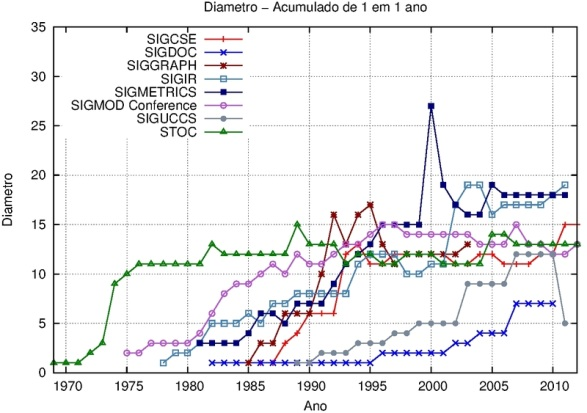 Diametro – Acumulado de 1 em 1 ano
35
30
25
20
15
10
5
0
Diametro
SIGCSE
SIGDOC
SIGGRAPH
SIGIR
SIGMETRICS
SIGMOD Conference
SIGUCCS
STOC
1970 1975 1980 1985 1990 1995 2000 2005 2010
Ano